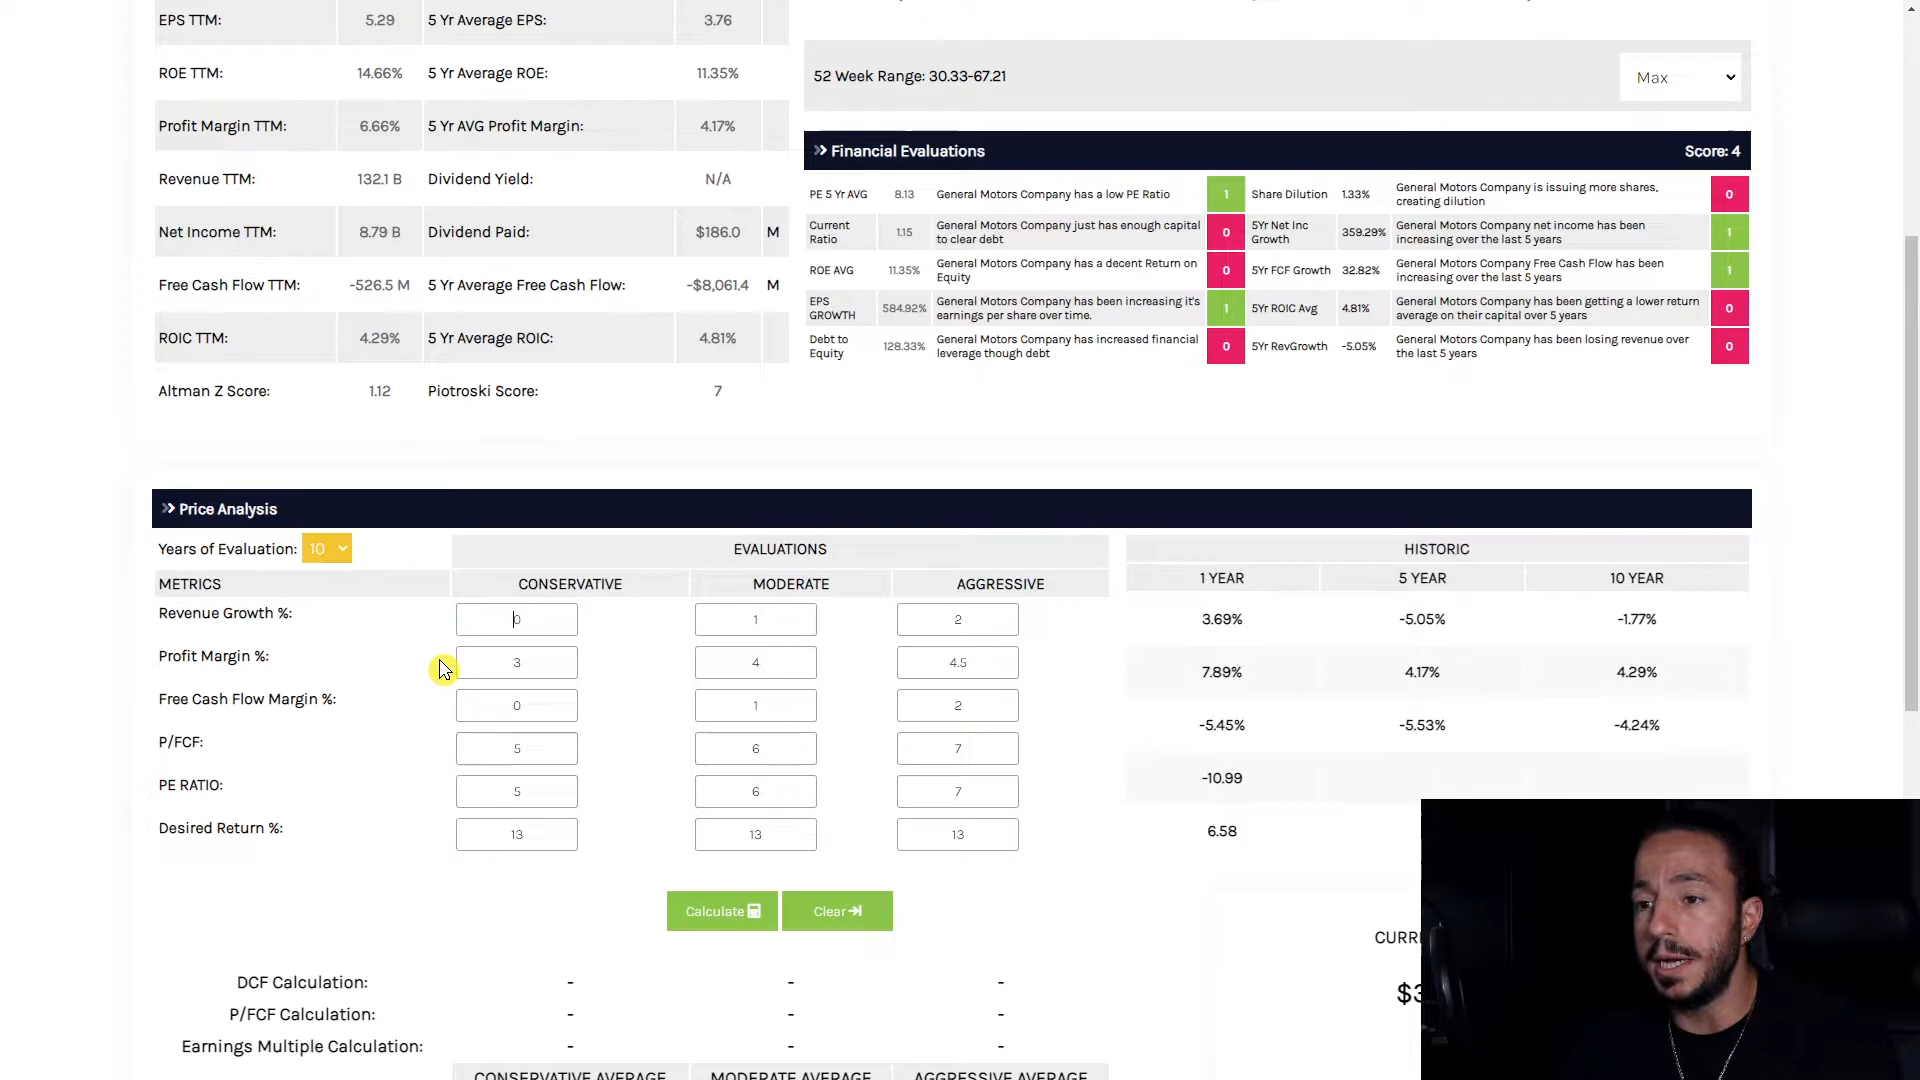 EPS TTM: 5.29 5 Yr Average EPS: 3.76
ROE TTM: 14.66% 5 Yr Average ROE: 11.35%
Profit Margin TTM: 6.66% 5 Yr AVG Profit Margin: 4.17%
Revenue TTM: 132.1 B Dividend Yield: N/A
Net Income TTM: 8.79 B Dividend Paid: $186.0 M
Free Cash Flow TTM: -526.5 M 5 Yr Average Free Cash Flow: -$8,061.4 M
ROIC TTM: 4.29% 5 Yr Average ROIC: 4.81%
Altman Z Score: 1.12 Piotroski Score: 7
52 Week Range: 30.33-67.21 Max
Financial Evaluations Score: 4
PE 5 Yr AVG 8.13 General Motors Company has a low PE Ratio 1
Share Dilution 1.33% General Motors Company is issuing more shares,
creating dilution 0
Current
Ratio 1.15 General Motors Company just has enough capital
to clear debt 0
5Yr Net Inc
Growth 359.29% General Motors Company net income has been
increasing over the last 5 years 1
ROE AVG 11.35% General Motors Company has a decent Return on
Equity 0
5Yr FCF Growth 32.82% General Motors Company Free Cash Flow has been
increasing over the last 5 years 1
EPS
GROWTH 584.92% General Motors Company has been increasing it's
earnings per share over time. 1
5Yr ROIC Avg 4.81% General Motors Company has been getting a lower return
average on their capital over 5 years 0
Debt to
Equity 128.33% General Motors Company has increased financial
leverage though debt 0
5Yr RevGrowth -5.05% General Motors Company has been losing revenue over
the last 5 years 0
Price Analysis
Years of Evaluation: 10 EVALUATIONS HISTORIC
METRICS CONSERVATIVE MODERATE AGGRESSIVE 1 YEAR 5 YEAR 10 YEAR
Revenue Growth %: 0 1 2 3.69% -5.05% -1.77%
Profit Margin %: 3 4 4.5 7.89% 4.17% 4.29%
Free Cash Flow Margin %: 0 1 2 -5.45% -5.53% -4.24%
P/FCF: 5 6 7 -10.99
PE RATIO: 5 6 7 6.58
Desired Return %: 13 13 13
Calculate Clear
CURR
$3
DCF Calculation: - - -
P/FCF Calculation: - - -
Earnings Multiple Calculation: - - -
CONSERVATIVE AVERAGE MODERATE AVERAGE AGGRESSIVE AVERAGE